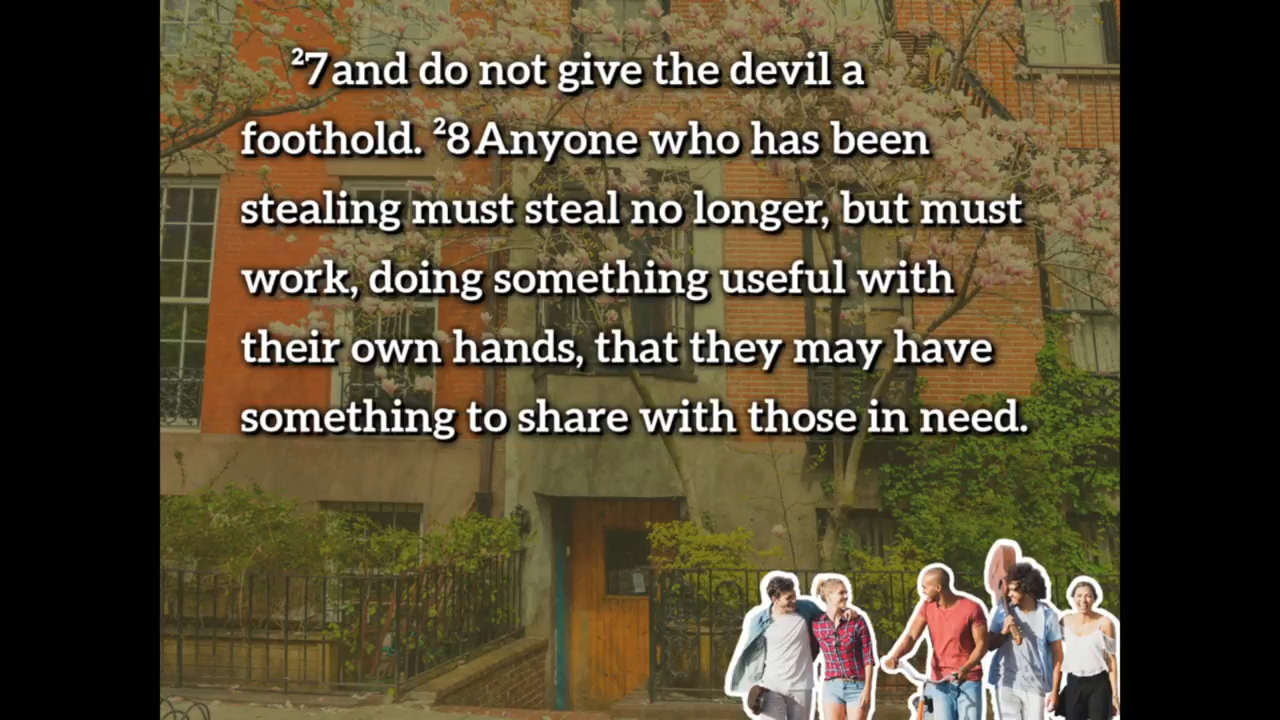 ²7and do not give the devil a
foothold. ²8Anyone who has been
stealing must steal no longer, but must
work, doing something useful with
their own hands, that they may have
something to share with those in need.